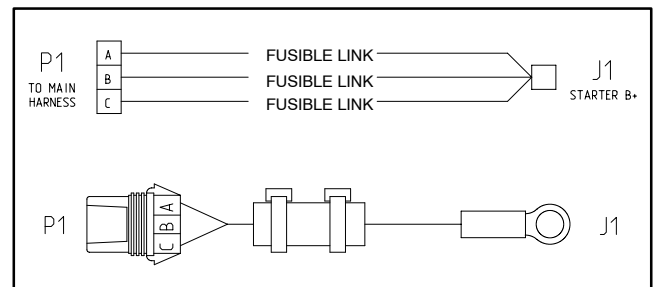 P1
TO MAIN
HARNESS
A
B
C
FUSIBLE LINK
FUSIBLE LINK
FUSIBLE LINK
J1
STARTER B+
P1
A
B
C
J1